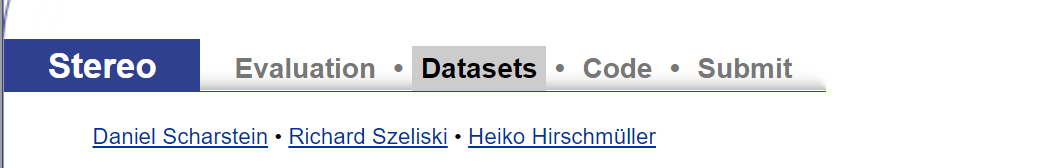 Stereo Evaluation • Datasets • Code • Submit
Daniel Scharstein • Richard Szeliski • Heiko Hirschmüller